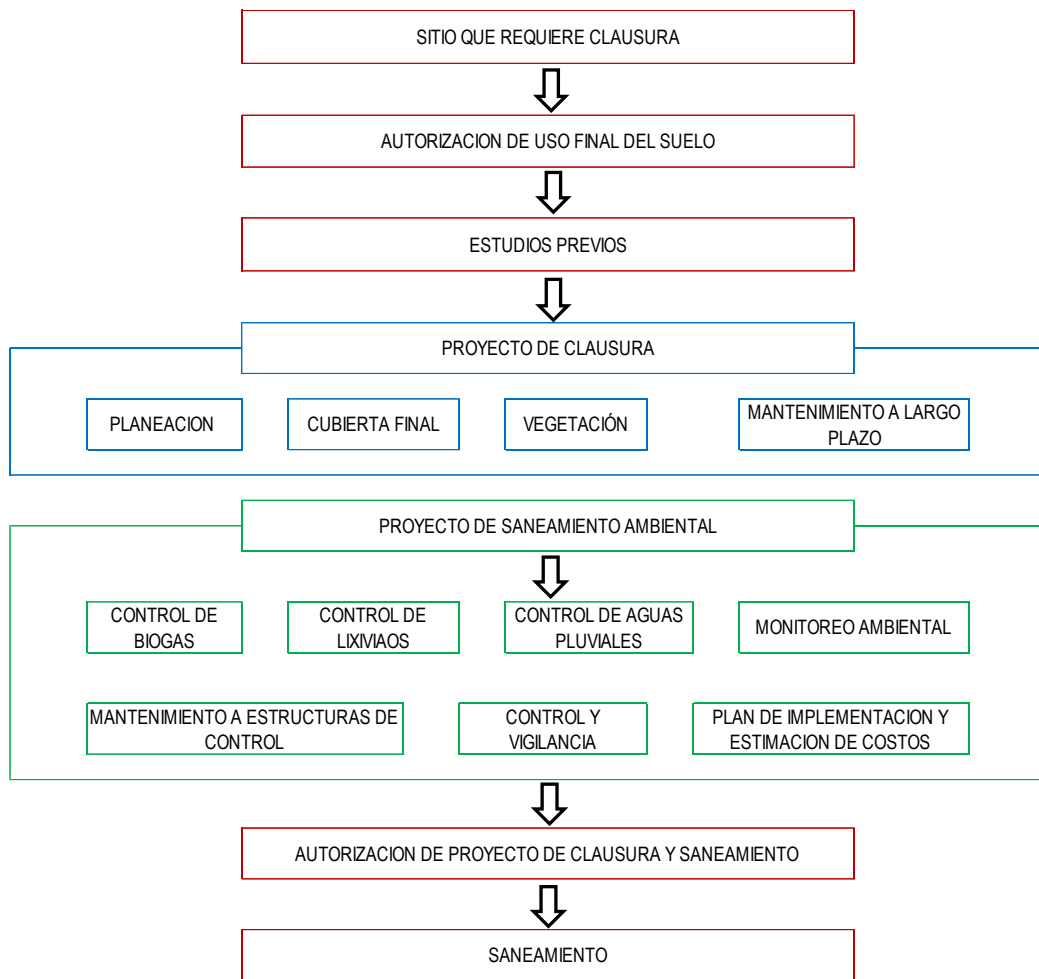 SITIO QUE REQUIERE CLAUSURA
AUTORIZACION DE USO FINAL DEL SUELO
ESTUDIOS PREVIOS
PROYECTO DE CLAUSURA
PLANEACION
CUBIERTA FINAL
VEGETACIÓN
MANTENIMIENTO A LARGO
PLAZO
PROYECTO DE SANEAMIENTO AMBIENTAL
CONTROL DE
BIOGAS
CONTROL DE
LIXIVIAOS
CONTROL DE AGUAS
PLUVIALES
MONITOREO AMBIENTAL
MANTENIMIENTO A ESTRUCTURAS DE
CONTROL
CONTROL Y
VIGILANCIA
PLAN DE IMPLEMENTACION Y
ESTIMACION DE COSTOS
AUTORIZACION DE PROYECTO DE CLAUSURA Y SANEAMIENTO
SANEAMIENTO